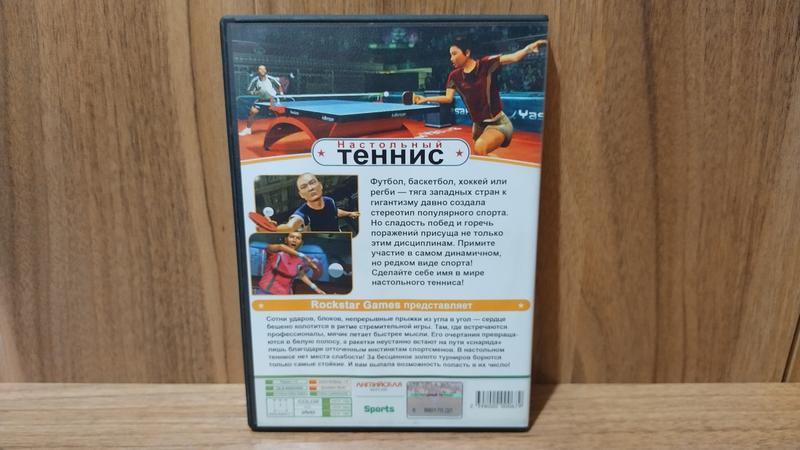 Настольный
теннис
Футбол, баскетбол, хоккей или
регби — тяга западных стран к
гигантизму давно создала
стереотип популярного спорта.
Но сладость побед и горечь
поражений присуща не только
этим дисциплинам. Примите
участие в самом динамичном,
но редком виде спорта!
Сделайте себе имя в мире
настольного тенниса!
Rockstar Games представляет
Сотни ударов, блоков, непрерывные прыжки из угла в угол — сердце
бешено колотится в ритме стремительной игры. Там, где встречаются
профессионалы, мячик летает быстрее мысли. Его очертания превраща-
ются в белую полосу, а ракетки неустанно встают на пути «снаряда»
лишь благодаря отточенным инстинктам спортсменов. В настольном
теннисе нет места слабости! За бесценное золото турниров борются
только самые стойкие. И вам выпала возможность попасть в их число!
АНГЛИЙСКАЯ
COLOR
Sports